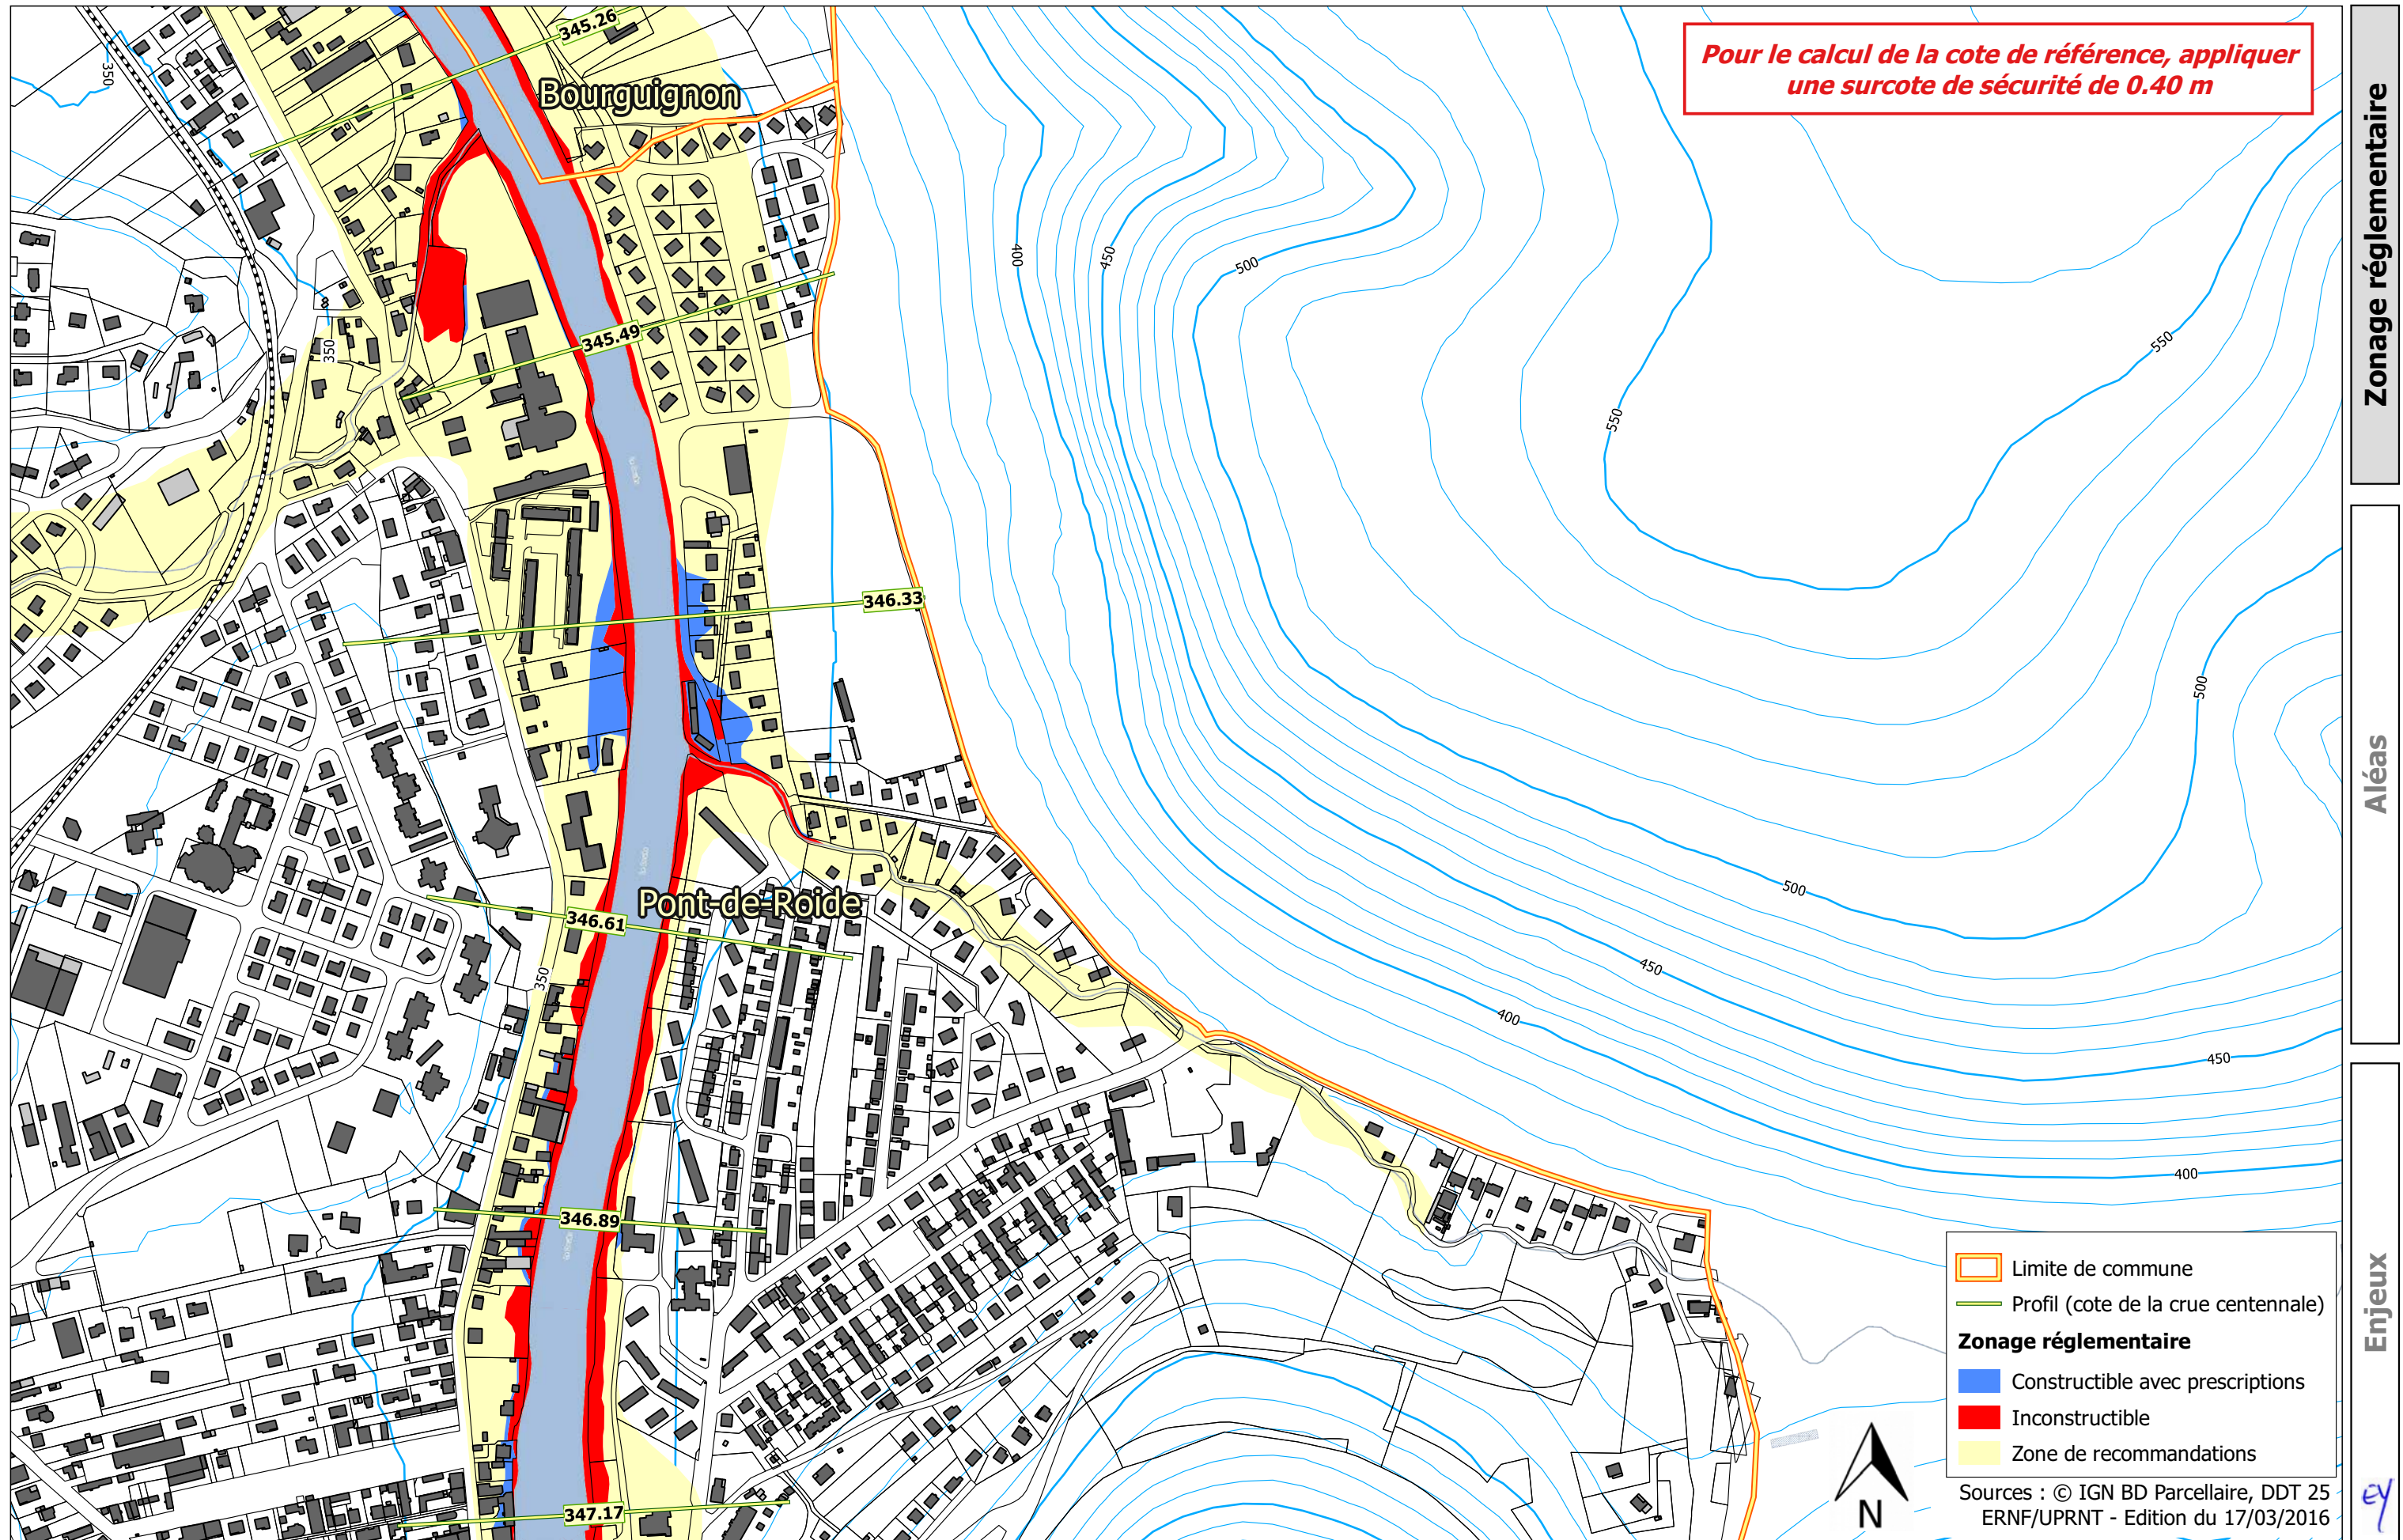 345.26
Bourguignon
Pour le calcul de la cote de référence, appliquer
une surcote de sécurité de 0.40 m
Zonage réglementaire
350
400
450
500
550
345.49
350
550
346.33
500
Aléas
Pont-de-Roide
500
346.61
450
350
400
450
400
346.89
Enjeux
Limite de commune
Profil (cote de la crue centennale)
Zonage réglementaire
Constructible avec prescriptions
Inconstructible
Zone de recommandations
N
Sources : © IGN BD Parcellaire, DDT 25
ERNF/UPRNT - Edition du 17/03/2016
EY
347.17